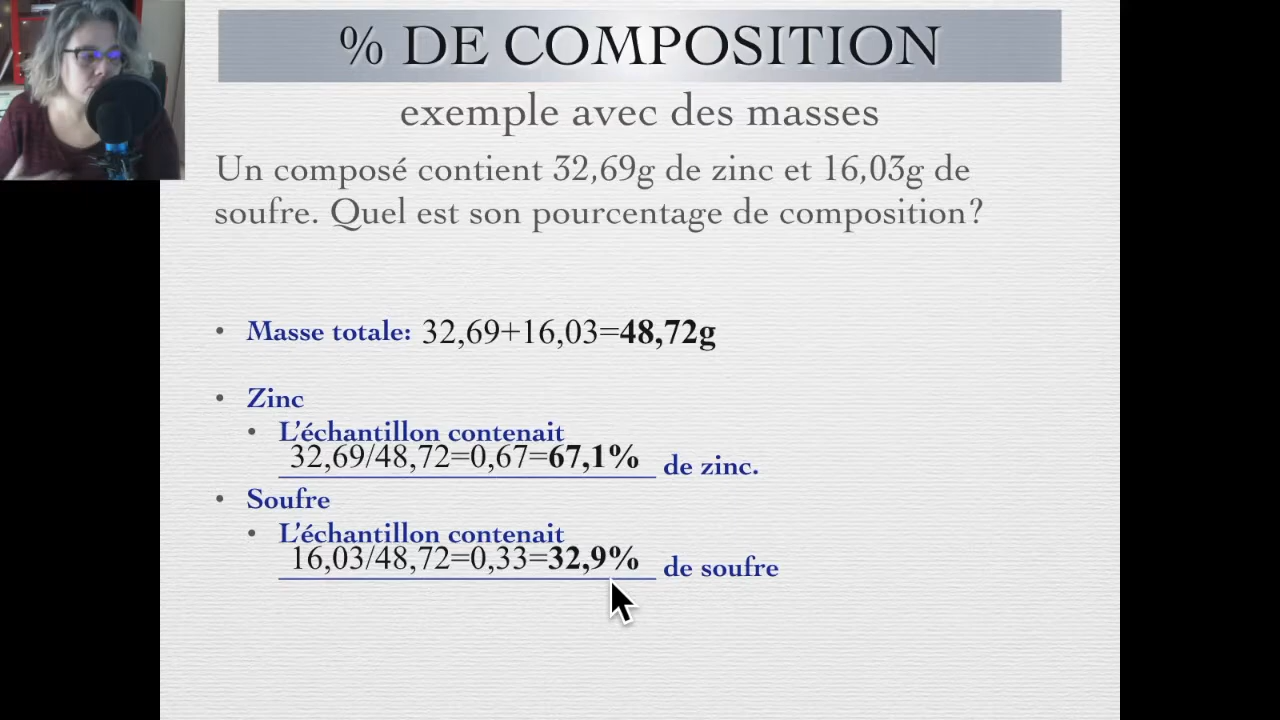 % DE COMPOSITION
exemple avec des masses
Un composé contient 32,69g de zinc et 16,03g de
soufre. Quel est son pourcentage de composition?
• Masse totale: 32,69+16,03=48,72g
• Zinc
• L’échantillon contenait
32,69/48,72=0,67=67,1% de zinc.
• Soufre
• L’échantillon contenait
16,03/48,72=0,33=32,9% de soufre